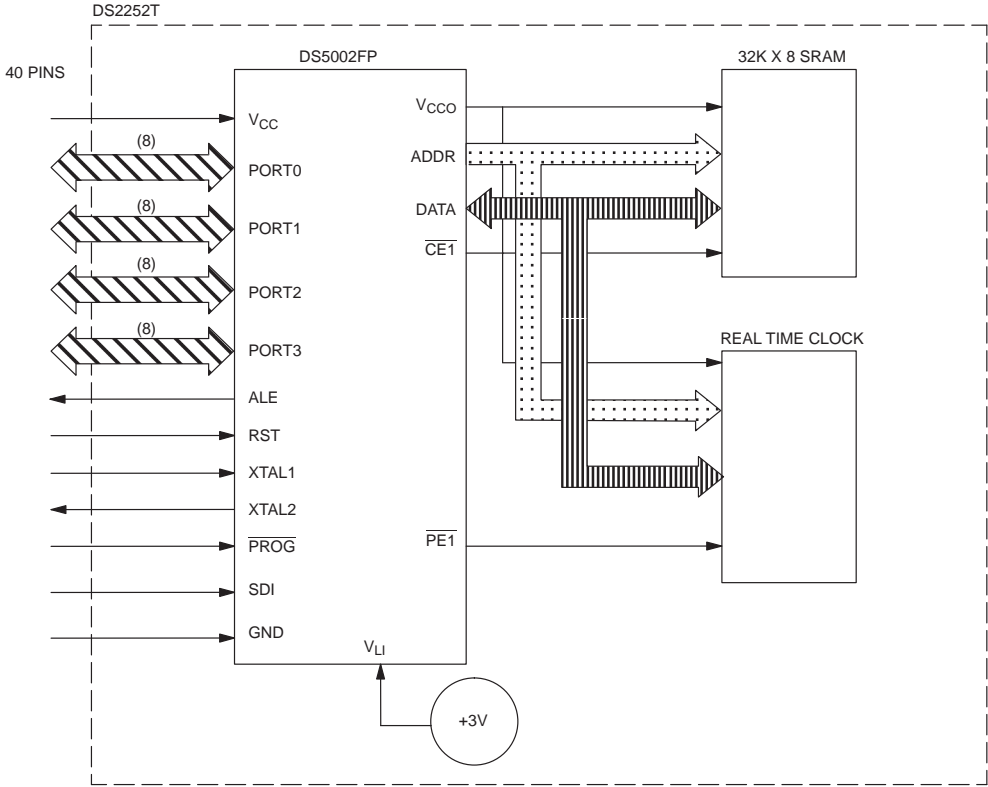 DS2252T
40 PINS
DS5002FP
32K X 8 SRAM
VCC
(8)
PORT0
(8)
PORT1
(8)
PORT2
(8)
PORT3
ALE
RST
XTAL1
XTAL2
PROG
SDI
GND
VCCO
ADDR
DATA
CE1
PE1
VLI
+3V
REAL TIME CLOCK